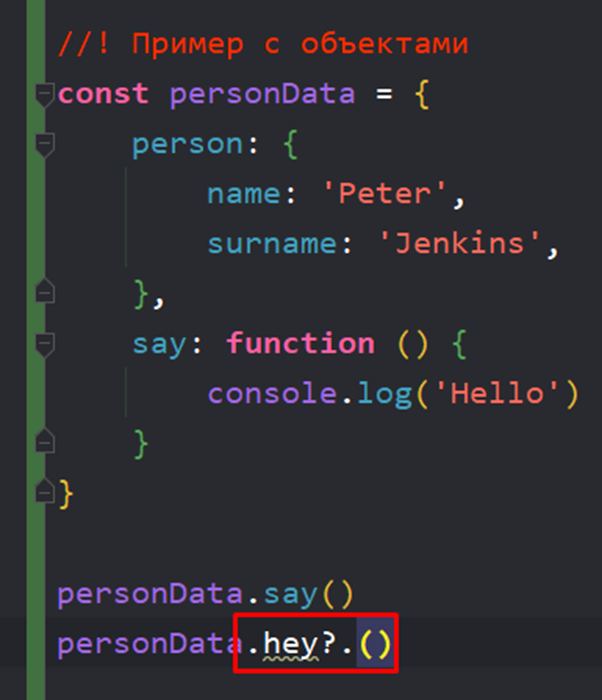 //! Пример с объектами
const personData = {
person: {
name: 'Peter',
surname: 'Jenkins',
},
say: function () {
console.log('Hello')
}
}
personData.say()
personData.hey?.()